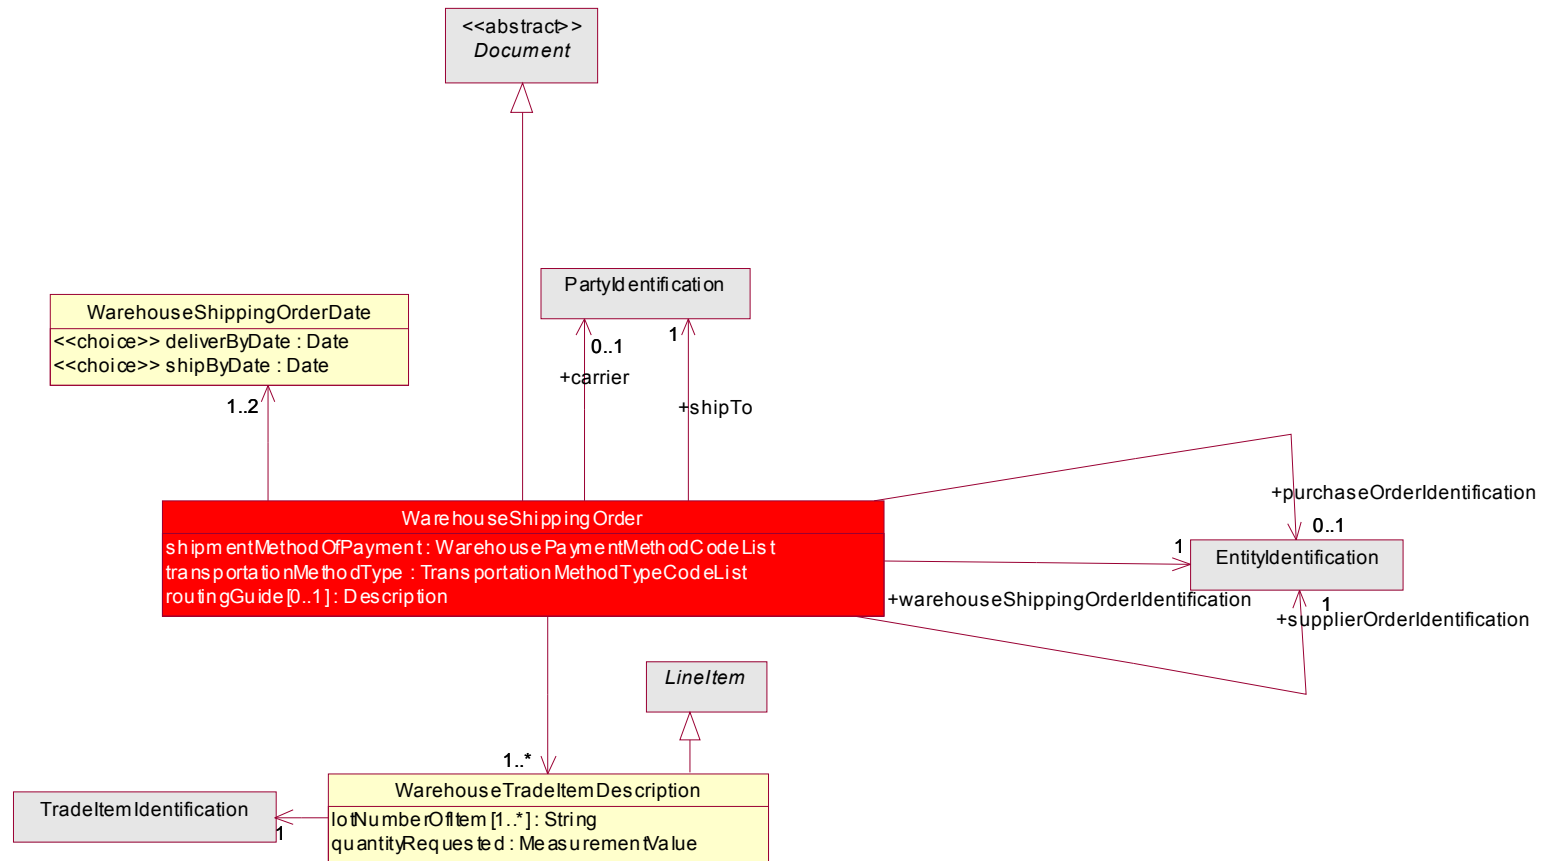 <<abstract>>
Document
PartyIdentification
WarehouseShippingOrderDate
<<choice>> deliverByDate : Date
<<choice>> shipByDate : Date
1..2
0..1
+carrier
1
+shipTo
WarehouseShippingOrder
shipmentMethodOfPayment : WarehousePaymentMethodCodeList
transportationMethodType : TransportationMethodTypeCodeList
routingGuide[0..1] : Description
+purchaseOrderIdentification
0..1
1
EntityIdentification
+warehouseShippingOrderIdentification
1
+supplierOrderIdentification
LineItem
1..*
WarehouseTradeItemDescription
lotNumberOfItem [1..*] : String
quantityRequested : MeasurementValue
TradeItemIdentification
1